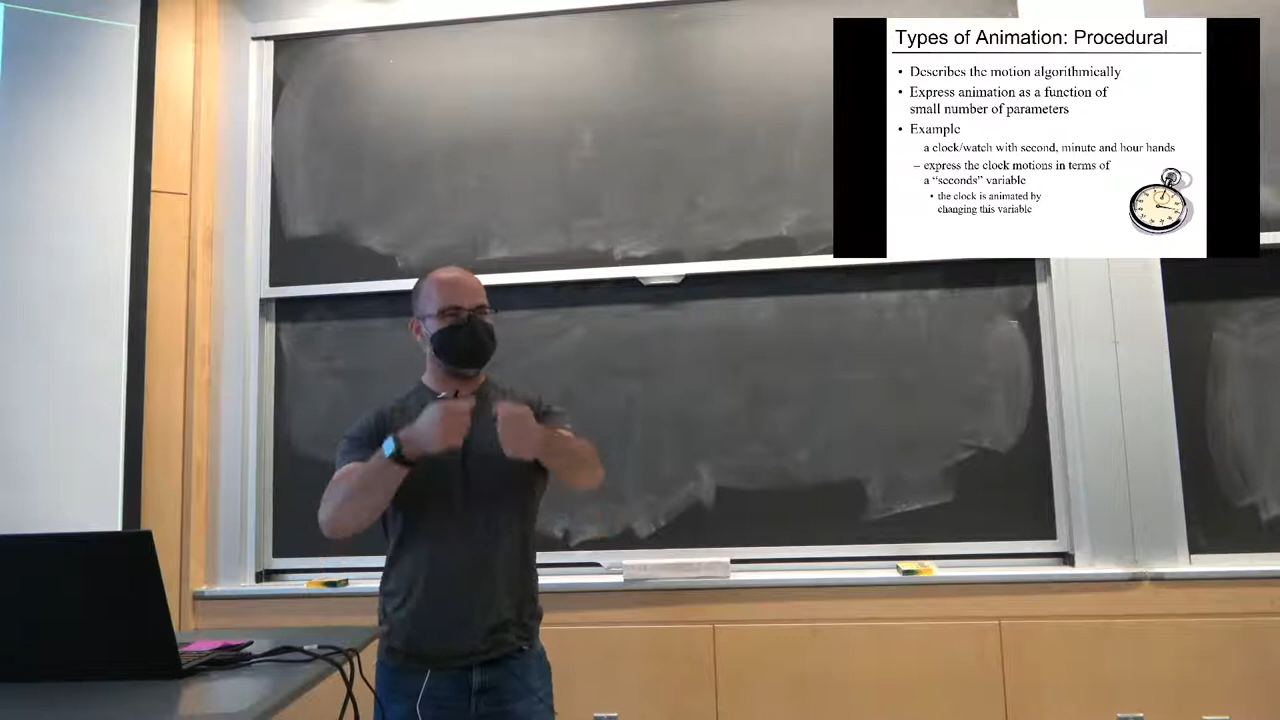 Types of Animation: Procedural
• Describes the motion algorithmically
• Express animation as a function of
small number of parameters
• Example
a clock/watch with second, minute and hour hands
– express the clock motions in terms of
a “seconds” variable
• the clock is animated by
changing this variable